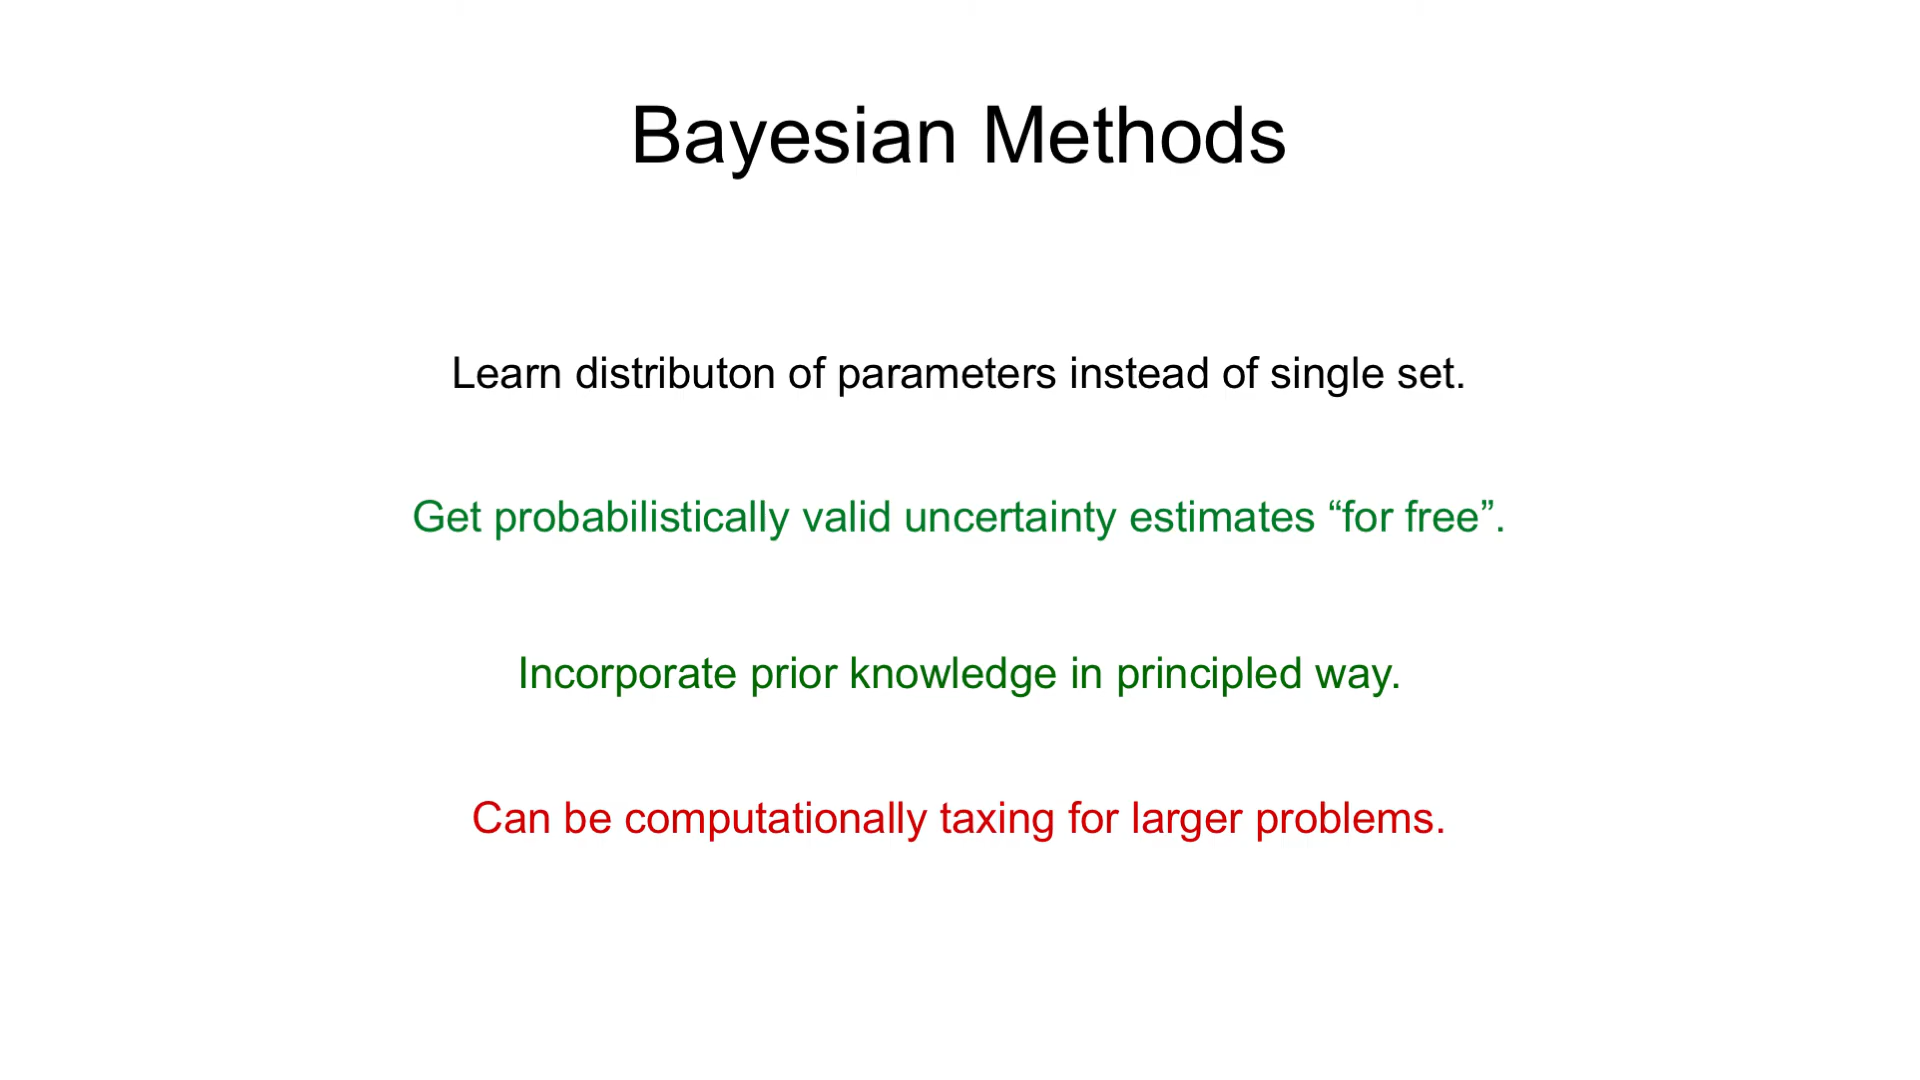 Bayesian Methods
Learn distributon of parameters instead of single set.
Get probabilistically valid uncertainty estimates “for free”.
Incorporate prior knowledge in principled way.
Can be computationally taxing for larger problems.